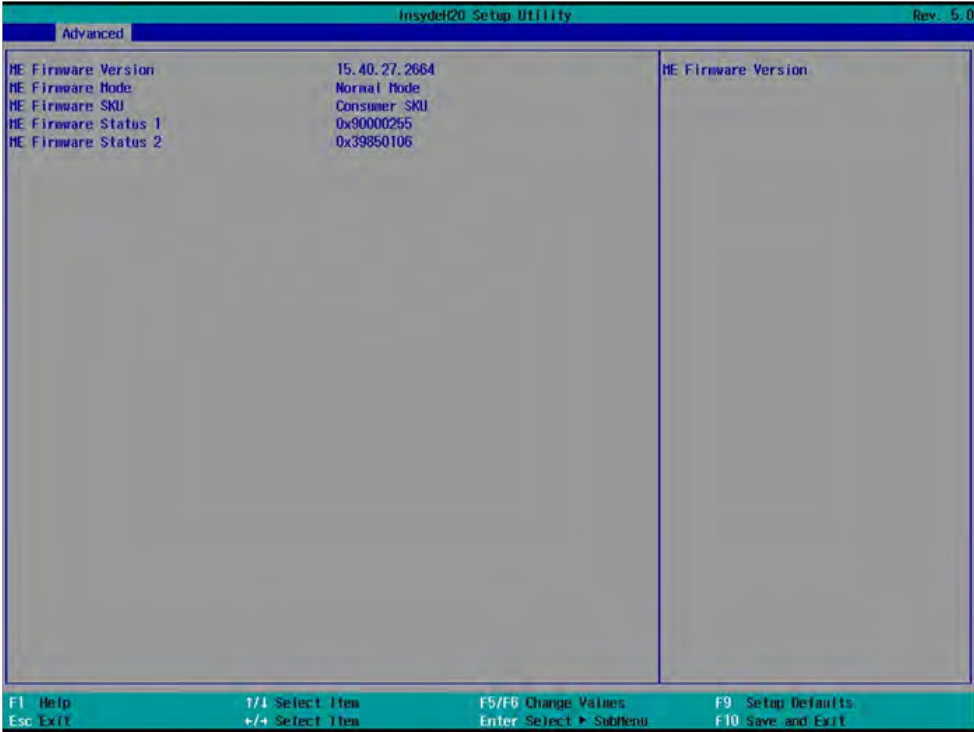 InsydeH20 Setup Utility Rev. 5.0
Advanced
ME Firmware Version 15.40.27.2664 ME Firmware Version
ME Firmware Mode Normal Mode
ME Firmware SKU Consumer SKU
ME Firmware Status 1 0x90000255
ME Firmware Status 2 0x39850106
F1 Help ↑/↓ Select Item F5/F6 Change Values F9 Setup Defaults
Esc Exit ←/→ Select Item Enter Select ► SubMenu F10 Save and Exit